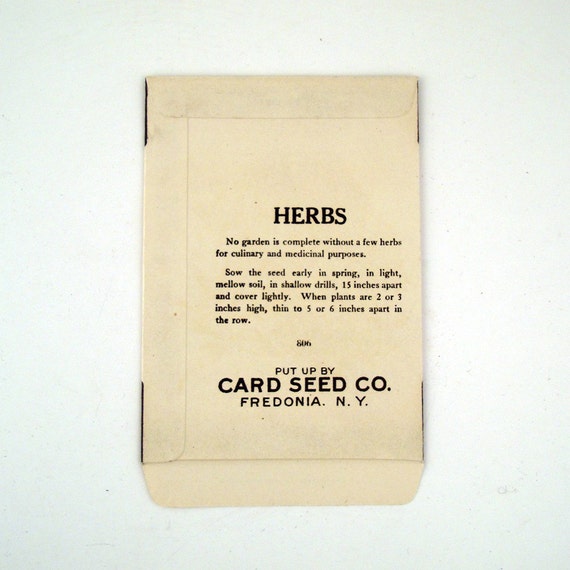 HERBS
No garden is complete without a few herbs
for culinary and medicinal purposes.
Sow the seed early in spring, in light,
mellow soil, in shallow drills, 15 inches apart
and cover lightly. When plants are 2 or 3
inches high, thin to 5 or 6 inches apart in
the row.
806
PUT UP BY
CARD SEED CO.
FREDONIA. N. Y.